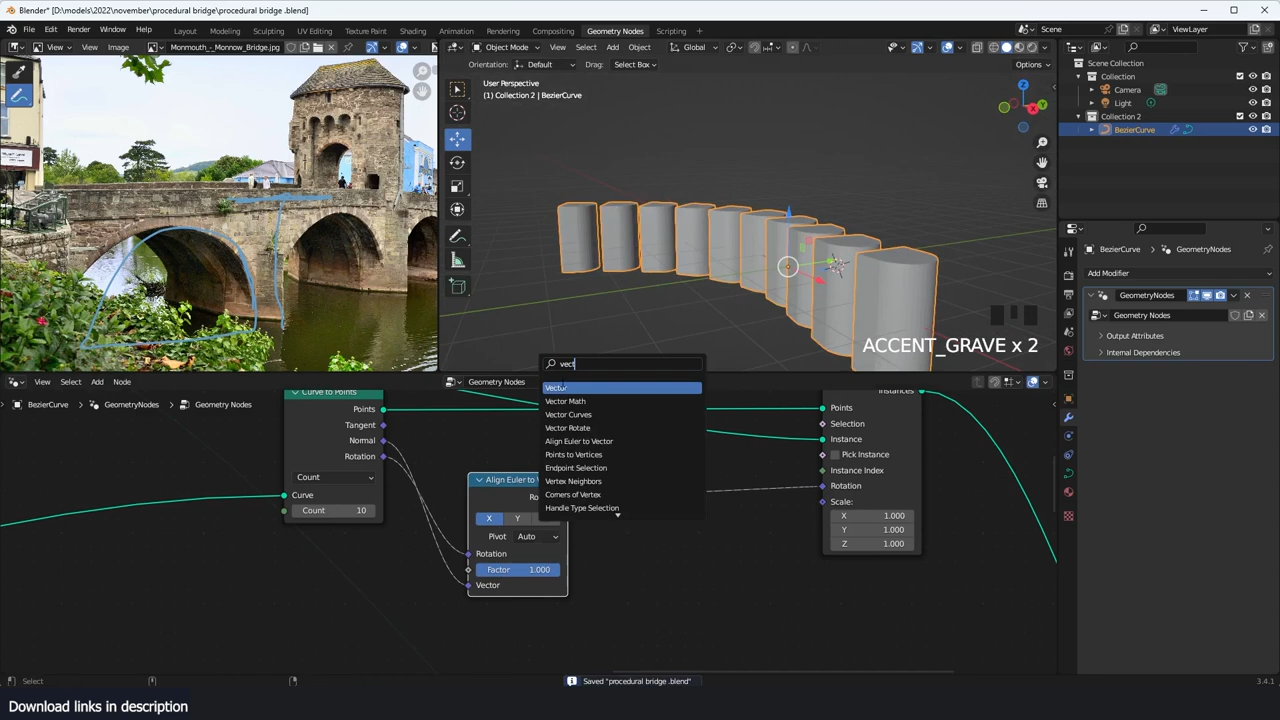 Blender* [D:\models\2022\november\procedural bridge\procedural bridge .blend]
File Edit Render Window Help
Layout Modeling Sculpting UV Editing Texture Paint Shading Animation Rendering Compositing Geometry Nodes Scripting
Scene
ViewLayer
View View Image
Monmouth_-_Monnow_Bridge.jpg
Object Mode View Select Add Object
Global
Orientation: Default Drag: Select Box
Options
User Perspective
(1) Collection 2 | BezierCurve
X
Y
Z
ACCENT_GRAVE x 2
Scene Collection
Collection
Camera
Light
Collection 2
BezierCurve
BezierCurve GeometryNodes
Add Modifier
GeometryNodes
Geometry Nodes
Output Attributes
Internal Dependencies
View Select Add Node
Geometry Nodes
BezierCurve GeometryNodes Geometry Nodes
Curve to Points
Points
Tangent
Normal
Rotation
Count
Curve
Count 10
vect
Vector
Vector Math
Vector Curves
Vector Rotate
Align Euler to Vector
Points to Vertices
Endpoint Selection
Vertex Neighbors
Corners of Vertex
Handle Type Selection
Align Euler to V
Ro
X Y
Pivot Auto
Rotation
Factor 1.000
Vector
Instances
Points
Selection
Instance
Pick Instance
Instance Index
Rotation
Scale:
X 1.000
Y 1.000
Z 1.000
Select
Saved "procedural bridge .blend"
3.4.1
Download links in description